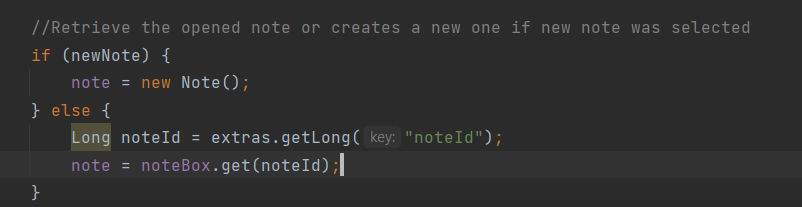 //Retrieve the opened note or creates a new one if new note was selected
if (newNote) {
    note = new Note();
} else {
    Long noteId = extras.getLong( key: "noteId");
    note = noteBox.get(noteId);
}